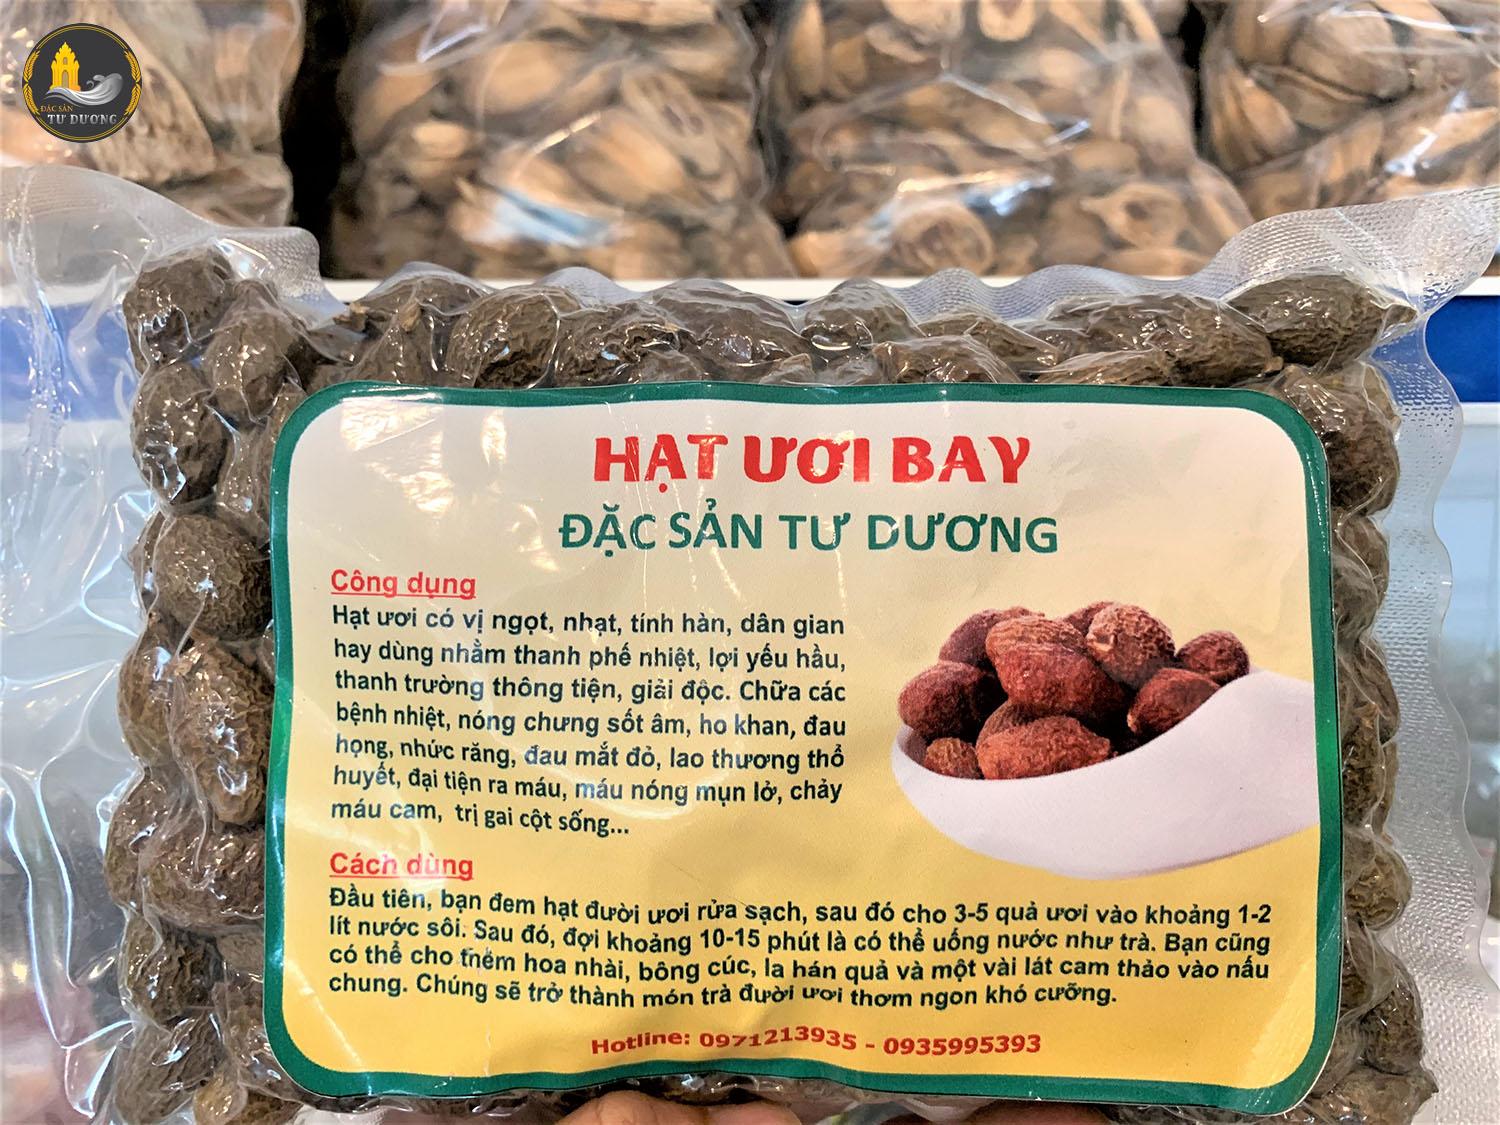 ĐẶC SẢN
TƯ DƯƠNG
HẠT ƯƠI BAY
ĐẶC SẢN TƯ DƯƠNG
Công dụng
Hạt ươi có vị ngọt, nhạt, tính hàn, dân gian
hay dùng nhằm thanh phế nhiệt, lợi yếu hầu,
thanh trường thông tiện, giải độc. Chữa các
bệnh nhiệt, nóng chưng sốt âm, ho khan, đau
họng, nhức răng, đau mắt đỏ, lao thương thổ
huyết, đại tiện ra máu, máu nóng mụn lở, chảy
máu cam, trị gai cột sống...
Cách dùng
Đầu tiên, bạn đem hạt đười ươi rửa sạch, sau đó cho 3-5 quả ươi vào khoảng 1-2
lít nước sôi. Sau đó, đợi khoảng 10-15 phút là có thể uống nước như trà. Bạn cũng
có thể cho thêm hoa nhài, bông cúc, la hán quả và một vài lát cam thảo vào nấu
chung. Chúng sẽ trở thành món trà đười ươi thơm ngon khó cưỡng.
Hotline: 0971213935 - 0935995393